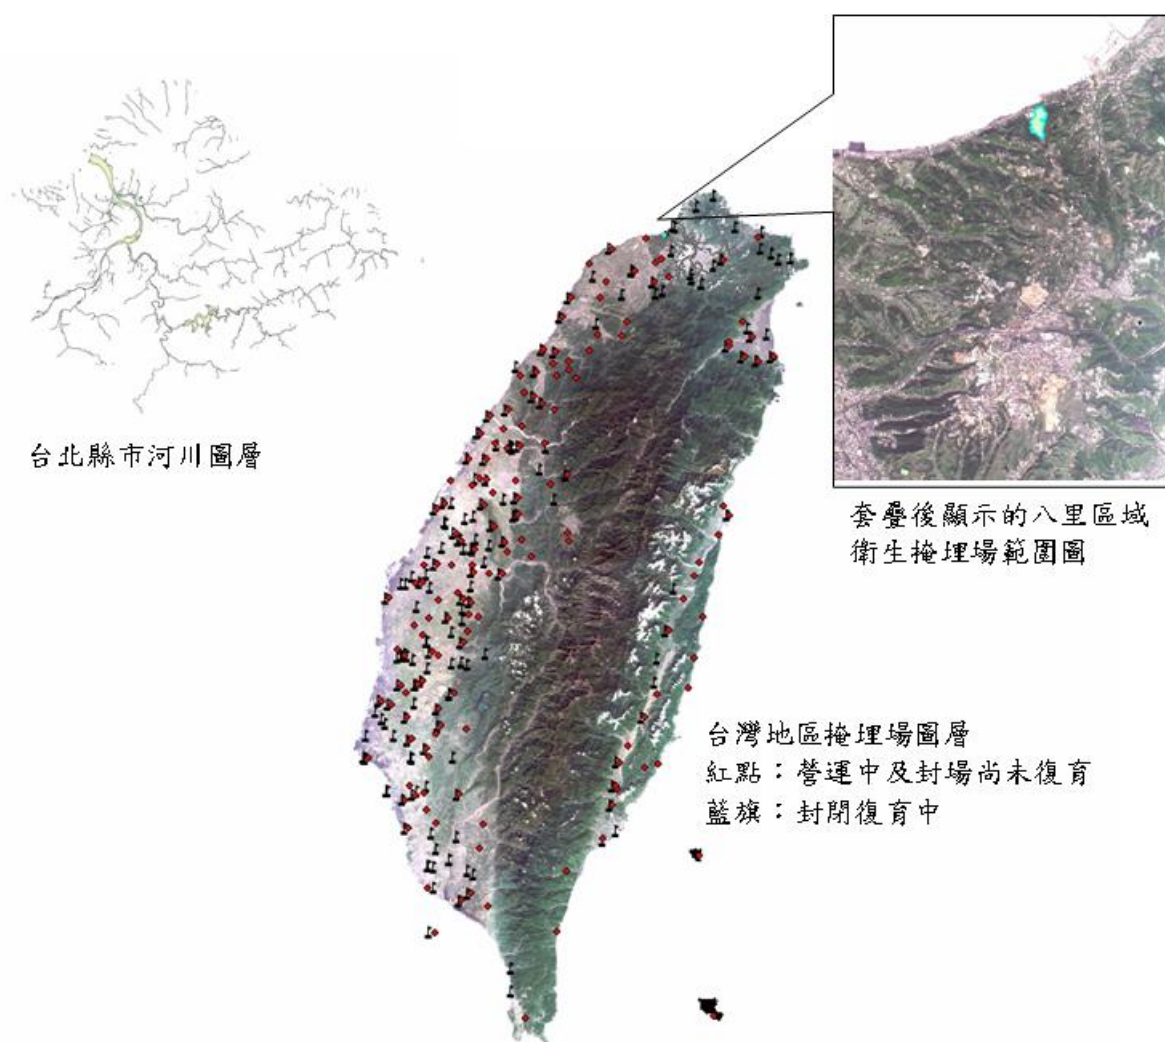 台北縣市河川圖層
套疊後顯示的八里區域
衛生掩埋場範圍圖
台灣地區掩埋場圖層
紅點：營運中及封場尚未復育
藍旗：封閉復育中